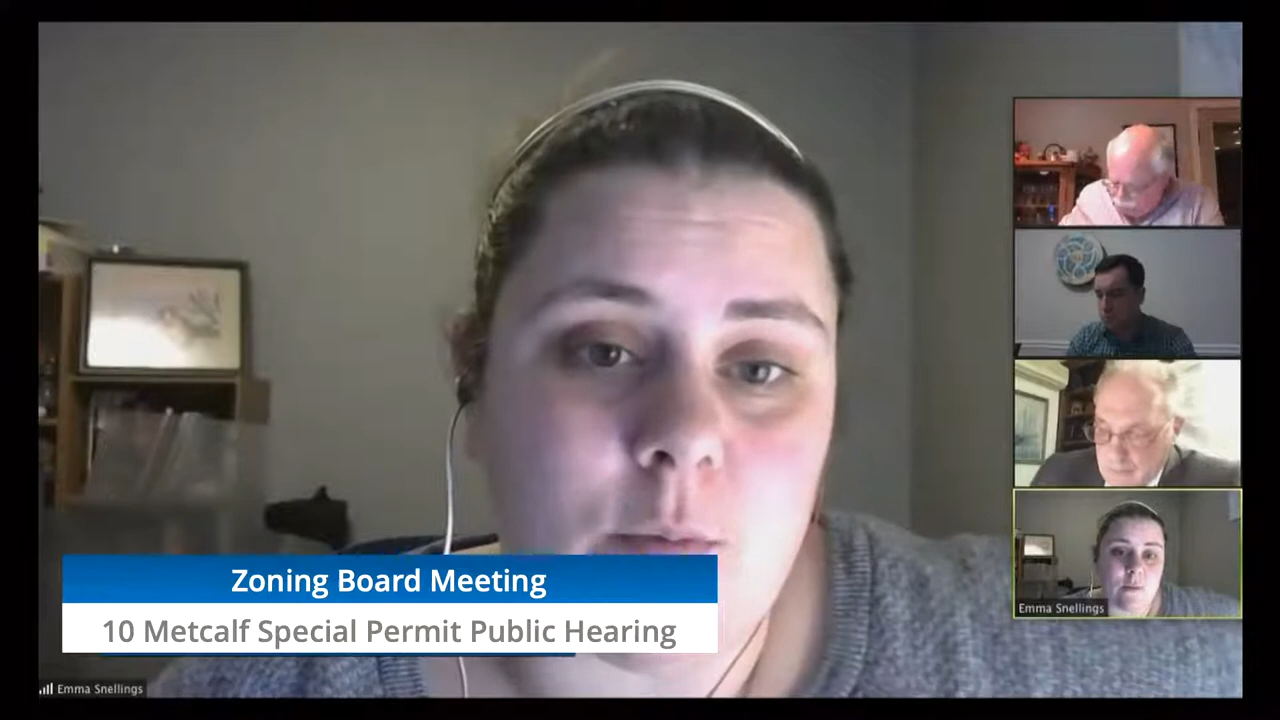 Zoning Board Meeting
10 Metcalf Special Permit Public Hearing
Emma Snellings
Emma Snellings